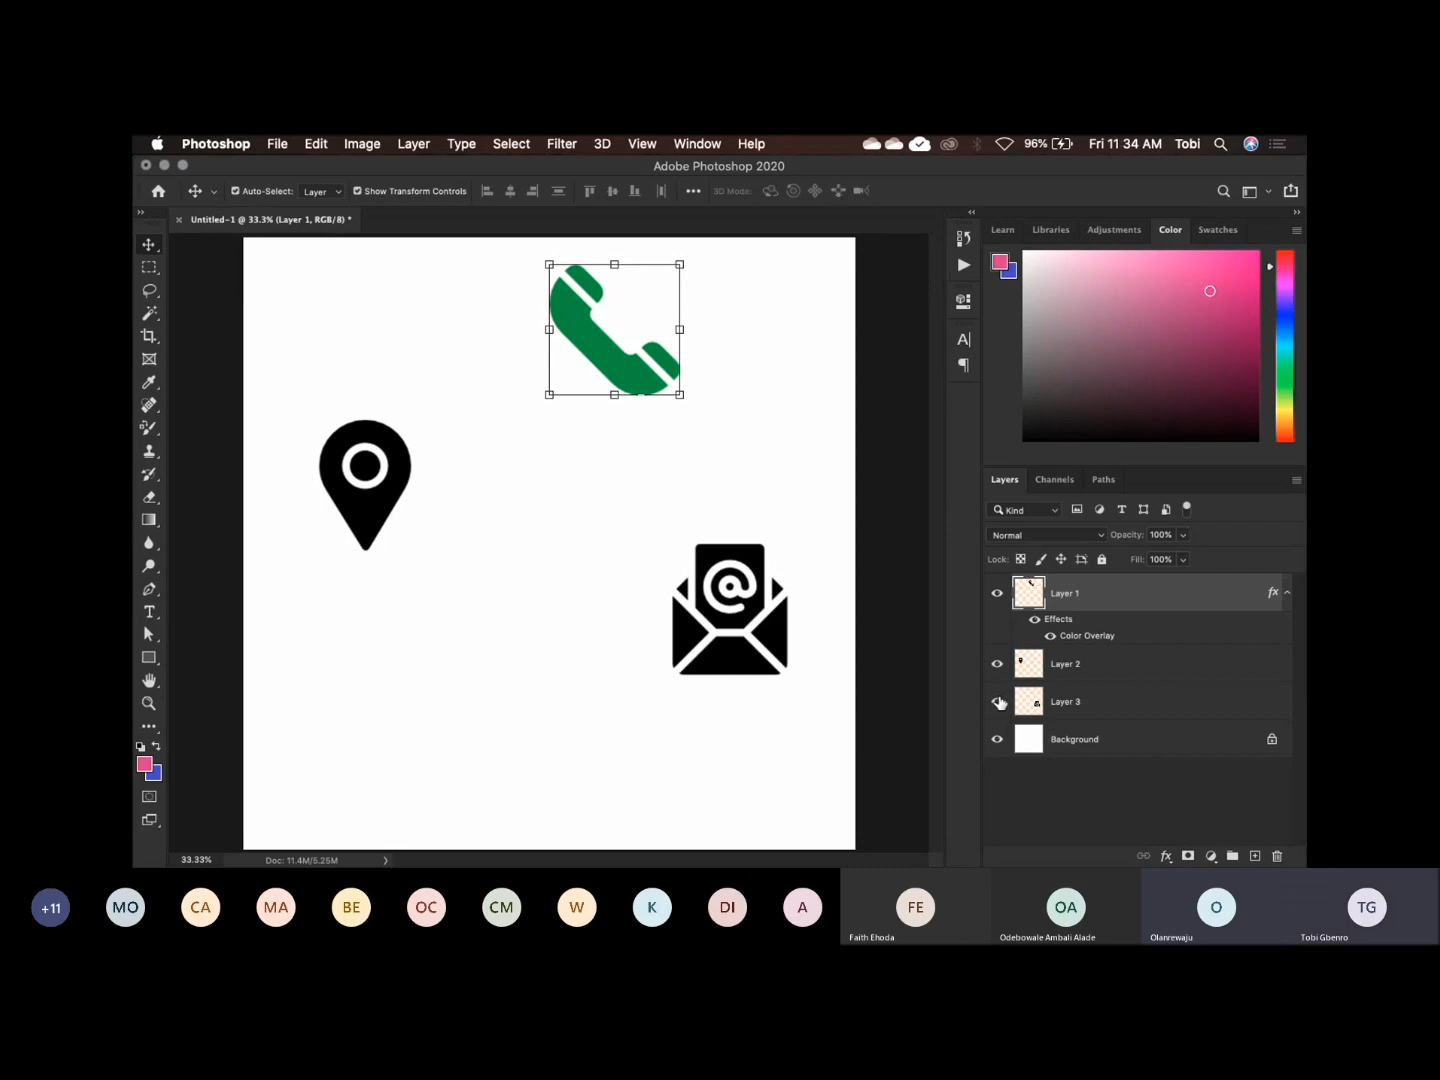 Photoshop File Edit Image Layer Type Select Filter 3D View Window Help 96% Fri 11 34 AM Tobi
Adobe Photoshop 2020
Auto-Select: Layer Show Transform Controls ••• 3D Mode:
Untitled-1 @ 33.3% (Layer 1, RGB/8) *
Learn Libraries Adjustments Color Swatches
A|
@
Layers Channels Paths
Kind
Normal Opacity: 100%
Lock: Fill: 100%
Layer 1 fx
Effects
Color Overlay
Layer 2
Layer 3
Background
33.33% Doc: 11.4M/5.25M
fx
+11 MO CA MA BE OC CM W K DI A FE OA O TG
Faith Ehoda Odebowale Ambali Alade Olanrewaju Tobi Gbenro